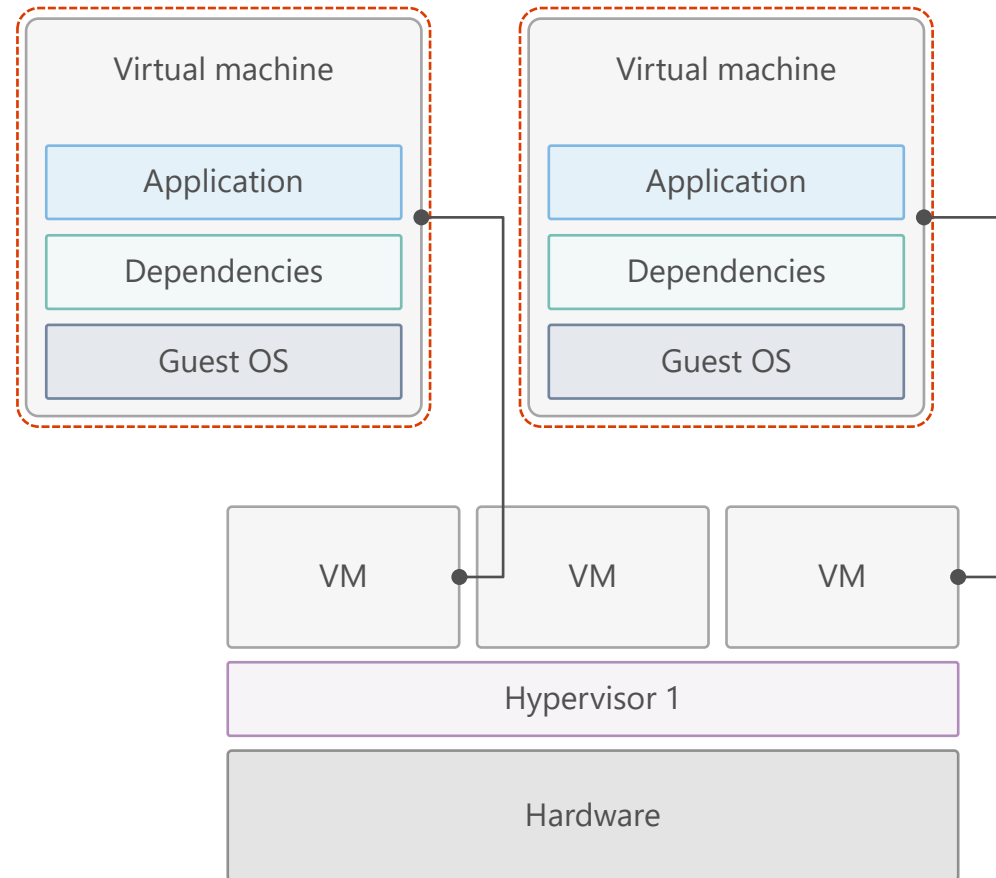 Virtual machine
Application
Dependencies
Guest OS
Virtual machine
Application
Dependencies
Guest OS
VM
VM
VM
Hypervisor 1
Hardware